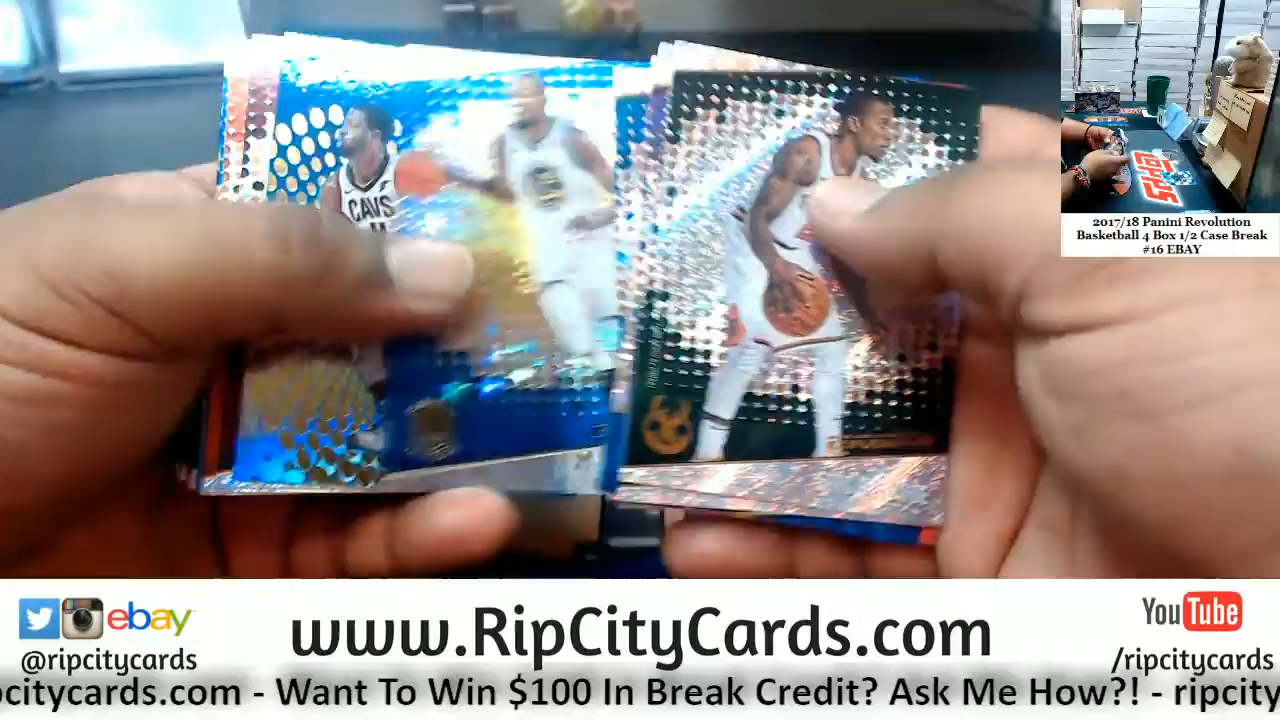 CAVS
2017/18 Panini Revolution
Basketball 4 Box 1/2 Case Break
#16 EBAY
ebay
www.RipCityCards.com
YouTube
@ripcitycards
/ripcitycards
pcitycards.com - Want To Win $100 In Break Credit? Ask Me How?! - ripcity